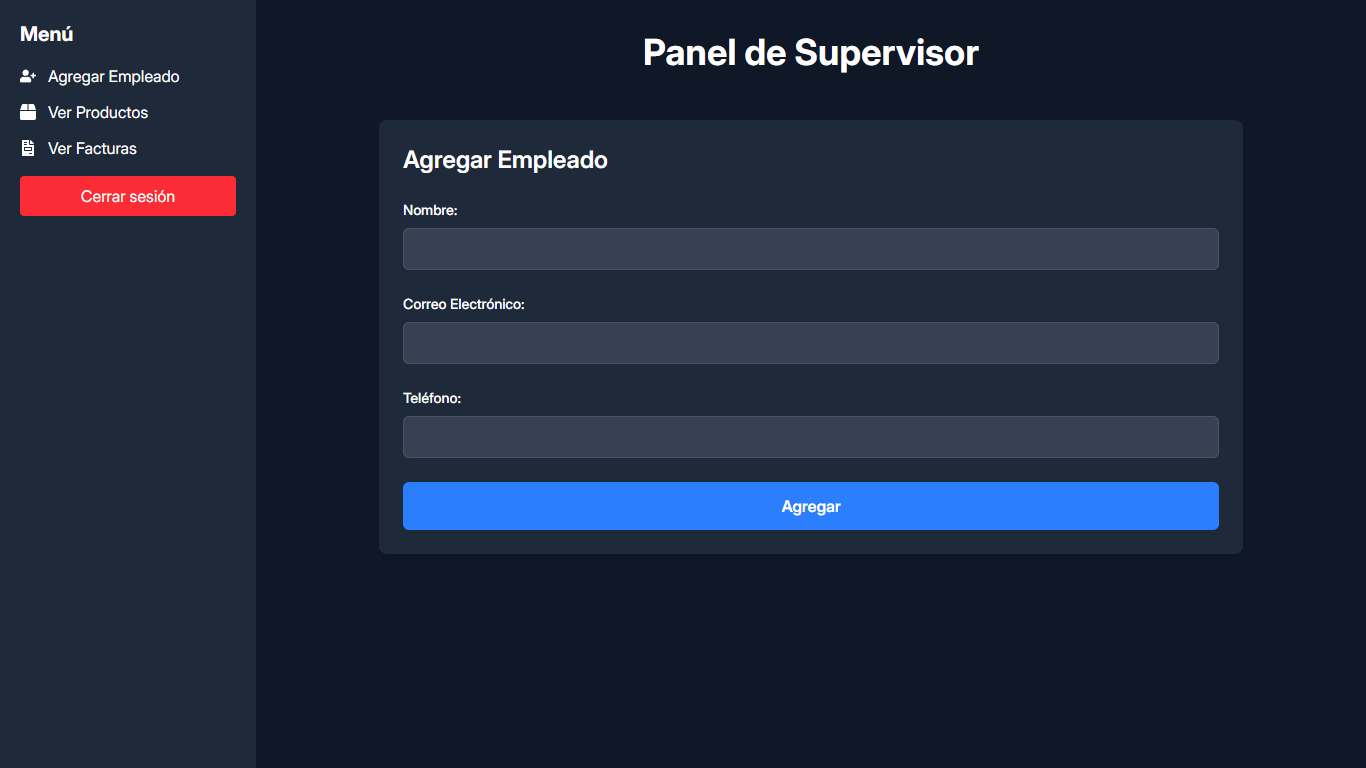 Menú
Agregar Empleado
Ver Productos
Ver Facturas
Cerrar sesión
Panel de Supervisor
Agregar Empleado
Nombre:
Correo Electrónico:
Teléfono:
Agregar